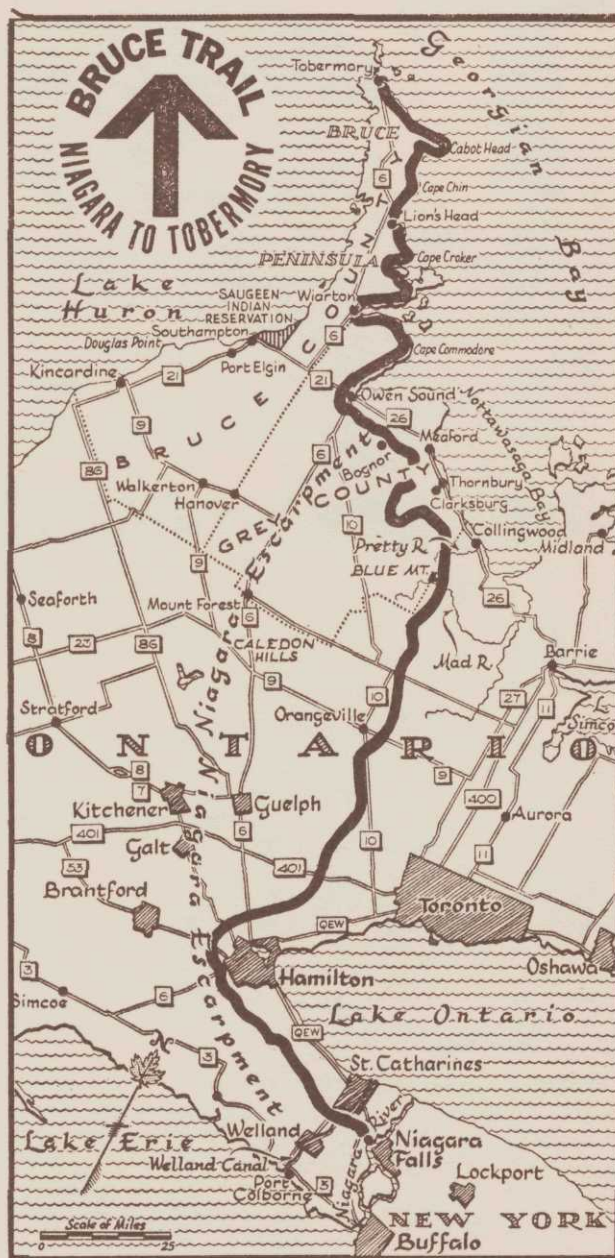 BRUCE TRAIL
NIAGARA TO TOBERMORY
Georgian
Bay
Tobermory
BRUCE
PENINSULA
Cabot Head
6
Cape Chin
Lion's Head
Cape Croker
Lake
Huron
SAUGEEN
INDIAN
RESERVATION
Wiarton
6
Southampton
Douglas Point
Port Elgin
Cape Commodore
Kincardine
21
21
Owen Sound
Nottawasaga Bay
26
9
BRUCE COUNTY
6
Meaford
86
Bognor
Thornbury
Clarksburg
Walkerton
Hanover
GREY COUNTY
Niagara Escarpment
10
Collingwood
Midland
Pretty R.
BLUE MT.
9
26
Seaforth
Mount Forest
6
8
23
86
CALEDON
HILLS
Mad R.
Barrie
9
10
27
11
Stratford
Orangeville
Simco
ONTARIO
8
7
9
400
Kitchener
Guelph
Aurora
401
6
10
11
Galt
401
53
Brantford
Toronto
QEW
Oshawa
Niagara Escarpment
Hamilton
3
Simcoe
6
Lake Ontario
QEW
3
St. Catharines
Lake Erie
Welland
Niagara River
Niagara
Falls
Welland Canal
Port
Colborne
3
Lockport
NEW YORK
Buffalo
Scale of Miles
0 25